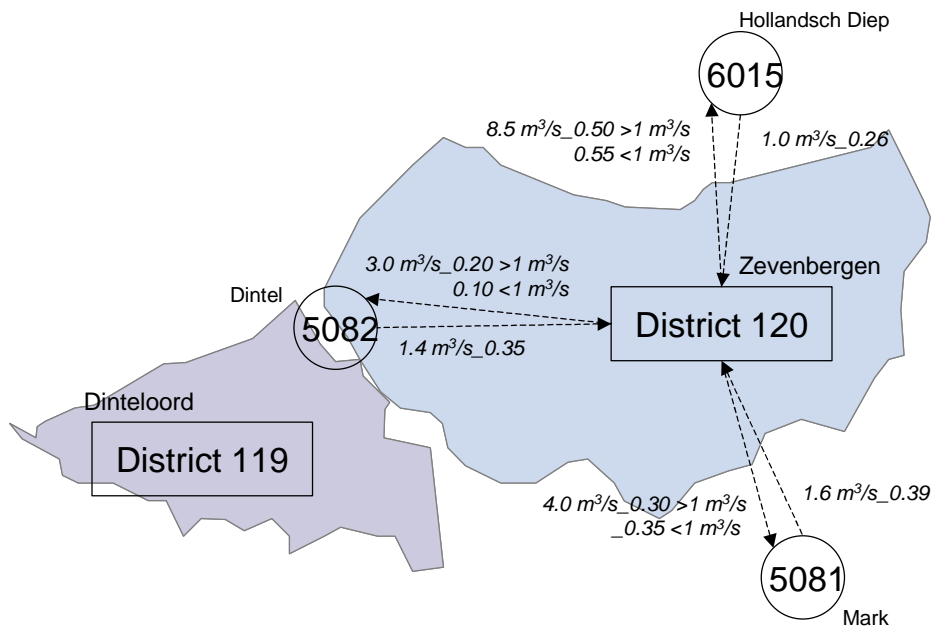 Hollandsch Diep
6015
8.5 m³/s_0.50 >1 m³/s
0.55 <1 m³/s
1.0 m³/s_0.26
3.0 m³/s_0.20 >1 m³/s
0.10 <1 m³/s
Zevenbergen
Dintel
5082
District 120
1.4 m³/s_0.35
Dinteloord
District 119
4.0 m³/s_0.30 >1 m³/s
_0.35 <1 m³/s
1.6 m³/s_0.39
5081
Mark